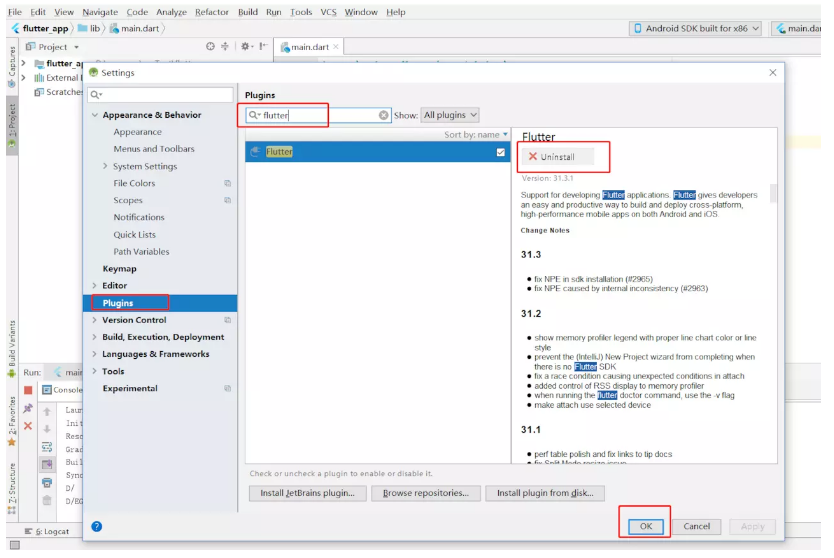 File Edit View Navigate Code Analyze Refactor Build Run Tools VCS Window Help
flutter_app lib main.dart
Android SDK built for x86
main.dar
Project
main.dart
Captures
flutter_ap
External L
Scratches
1: Project
Build Variants
2: Favorites
7: Structure
Settings
Appearance & Behavior
Appearance
Menus and Toolbars
System Settings
File Colors
Scopes
Notifications
Quick Lists
Path Variables
Keymap
Editor
Plugins
Version Control
Build, Execution, Deployment
Languages & Frameworks
Tools
Experimental
Plugins
flutter
Show: All plugins
Sort by: name
Flutter
Flutter
Uninstall
Version: 31.3.1
Support for developing Flutter applications. Flutter gives developers
an easy and productive way to build and deploy cross-platform,
high-performance mobile apps on both Android and iOS.
Change Notes
31.3
● fix NPE in sdk installation (#2965)
● fix NPE caused by internal inconsistency (#2963)
31.2
● show memory profiler legend with proper line chart color or line
style
● prevent the (IntelliJ) New Project wizard from completing when
there is no Flutter SDK
● fix a race condition causing unexpected conditions in attach
● added control of RSS display to memory profiler
● when running the flutter doctor command, use the -v flag
● make attach use selected device
31.1
● perf table polish and fix links to tip docs
● fix Split Mode resize issue
Check or uncheck a plugin to enable or disable it.
Install JetBrains plugin...
Browse repositories...
Install plugin from disk...
OK
Cancel
Apply
Run: main
Console
Laun
Init
Reso
Grad
Buil
Sync
D/
D/EG
6: Logcat